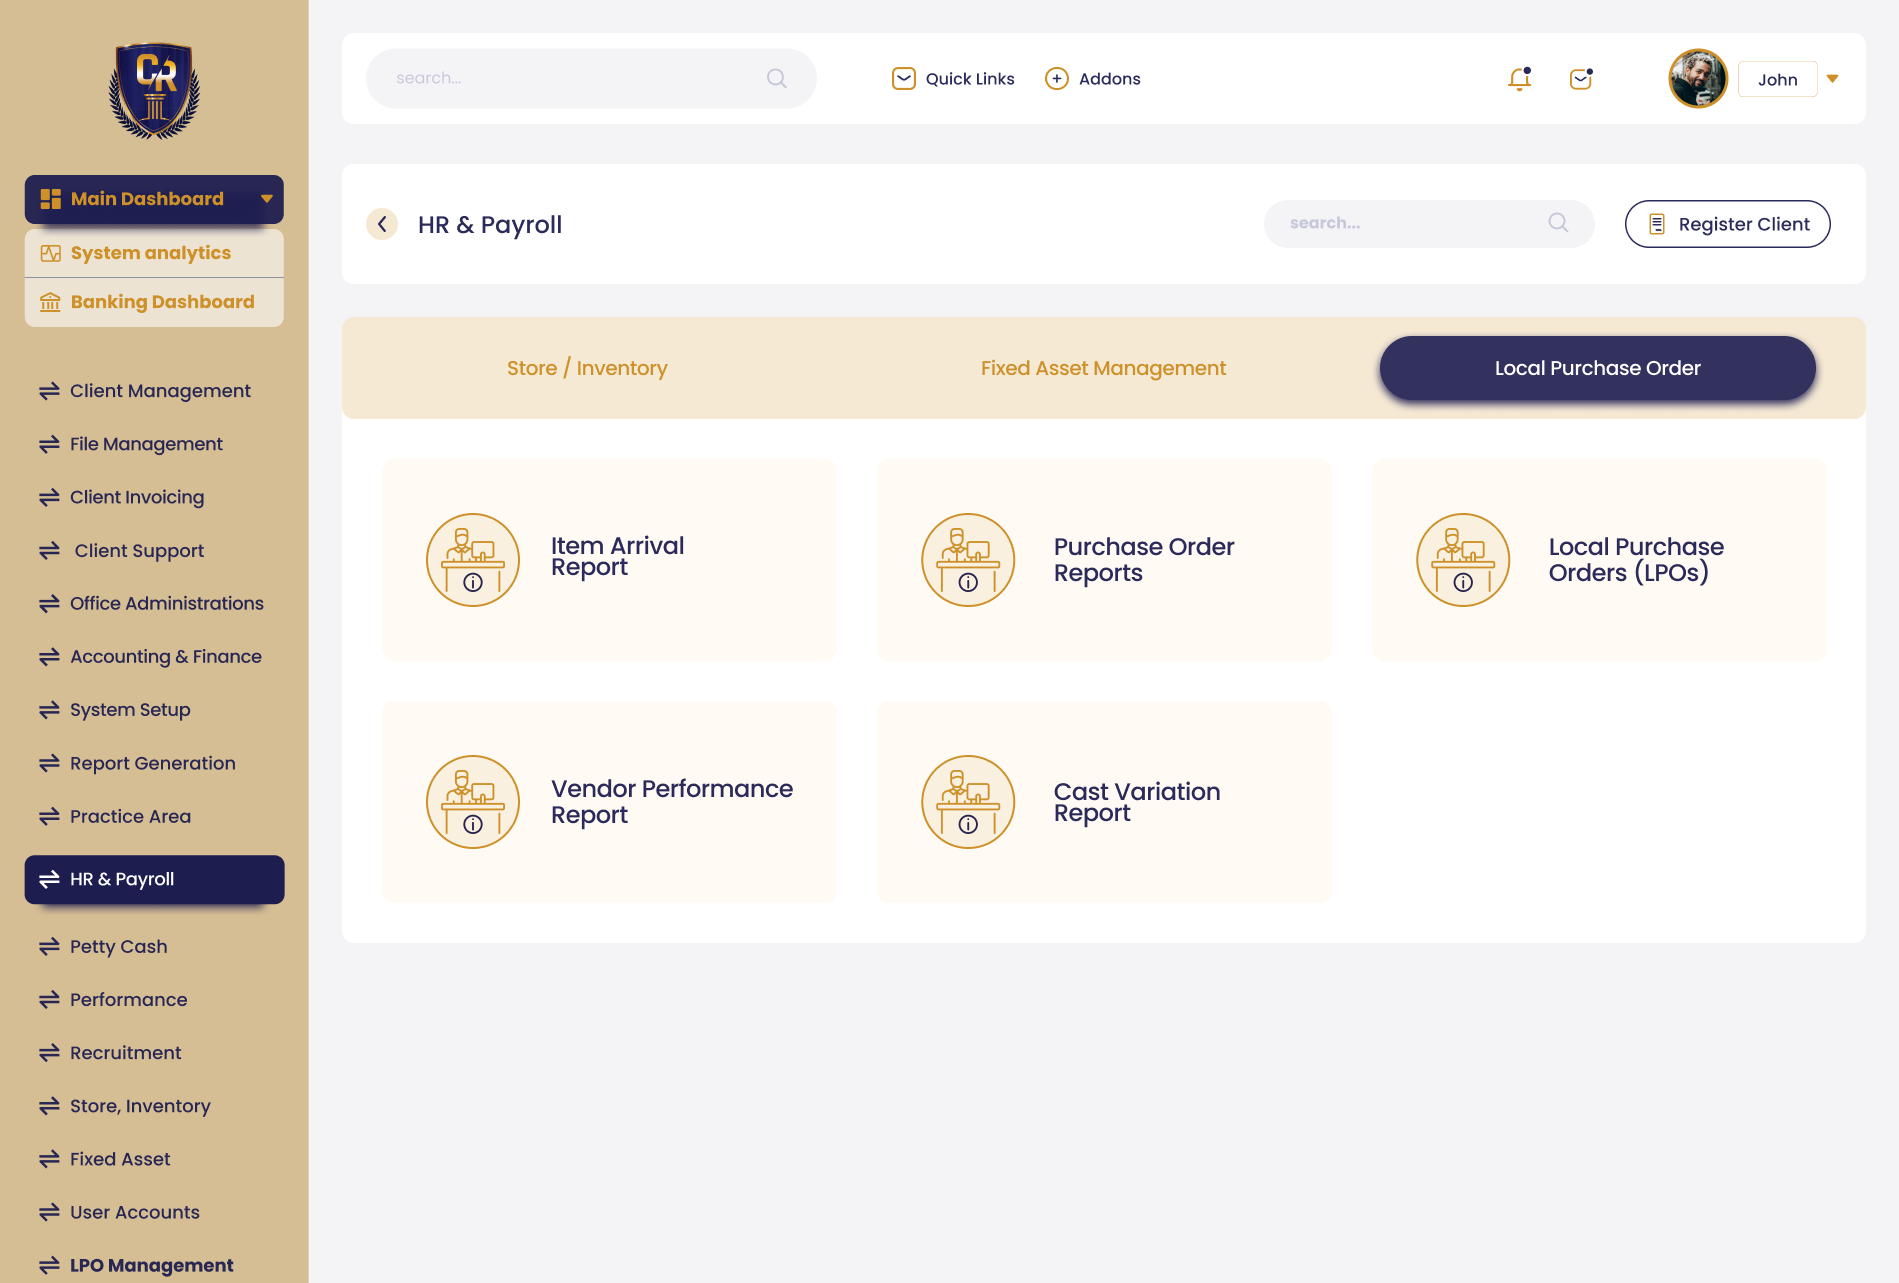 CR
search...
Quick Links
Addons
John
Main Dashboard
System analytics
Banking Dashboard
Client Management
File Management
Client Invoicing
Client Support
Office Administrations
Accounting & Finance
System Setup
Report Generation
Practice Area
HR & Payroll
Petty Cash
Performance
Recruitment
Store, Inventory
Fixed Asset
User Accounts
LPO Management
HR & Payroll
search...
Register Client
Store / Inventory
Fixed Asset Management
Local Purchase Order
Item Arrival
Report
Purchase Order
Reports
Local Purchase
Orders (LPOs)
Vendor Performance
Report
Cast Variation
Report